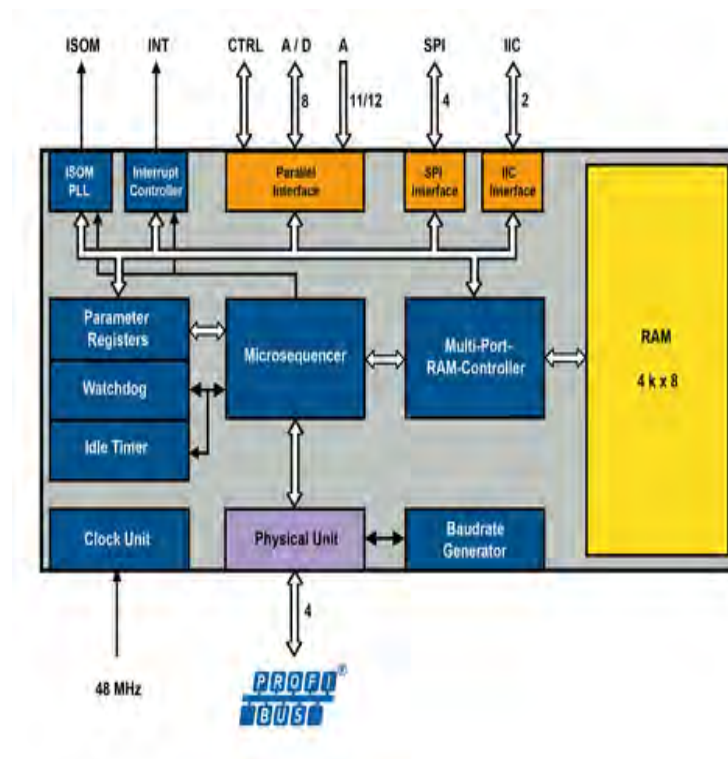 ISOM INT CTRL A / D A SPI IIC
8 11/12 4 2
ISOM
PLL
Interrupt
Controller
Parallel
Interface
SPI
Interface
IIC
Interface
Parameter
Registers
Microsequencer
Multi-Port-
RAM-Controller
RAM
4 k x 8
Watchdog
Idle Timer
Clock Unit
Physical Unit
Baudrate
Generator
4
48 MHz
PROFI®
BUS